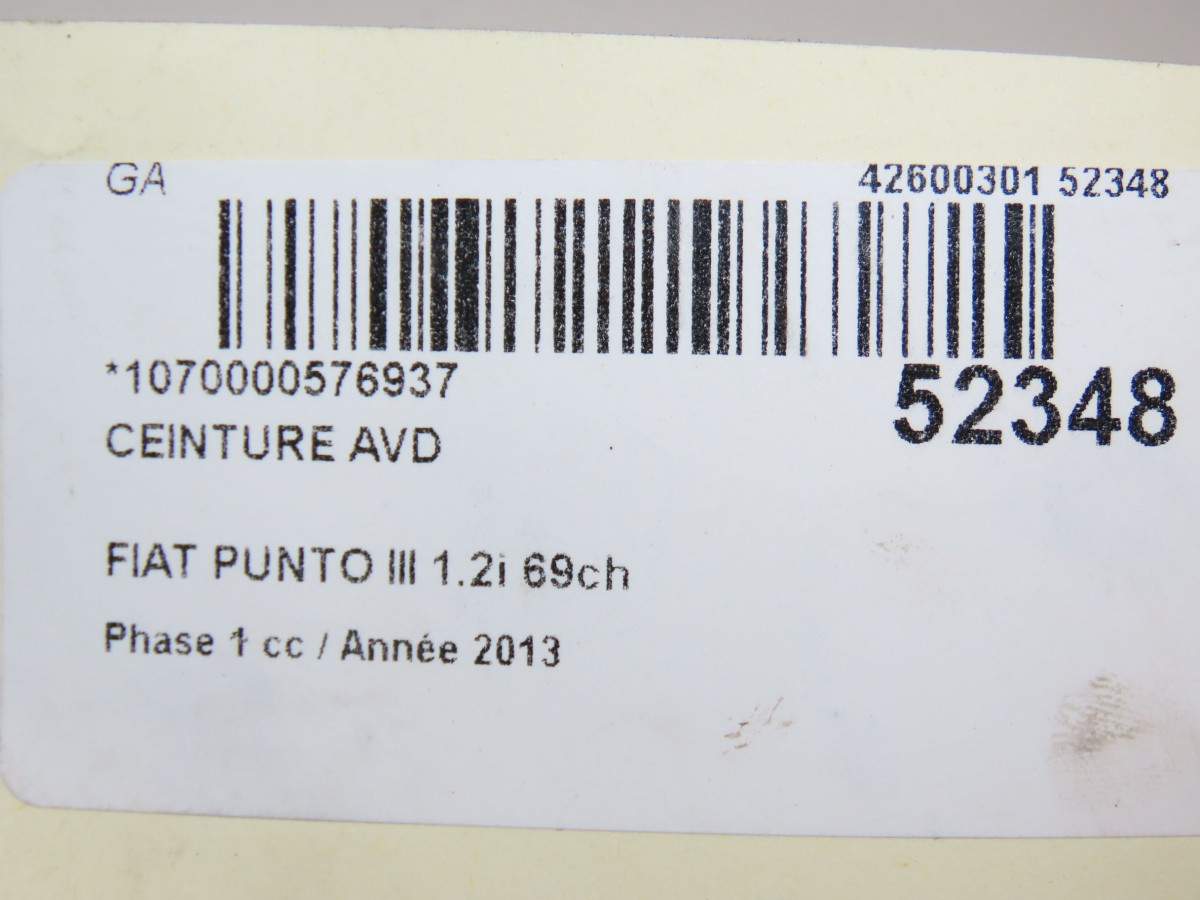 GA 42600301 52348
*1070000576937
52348
CEINTURE AVD
FIAT PUNTO III 1.2i 69ch
Phase 1 cc / Année 2013